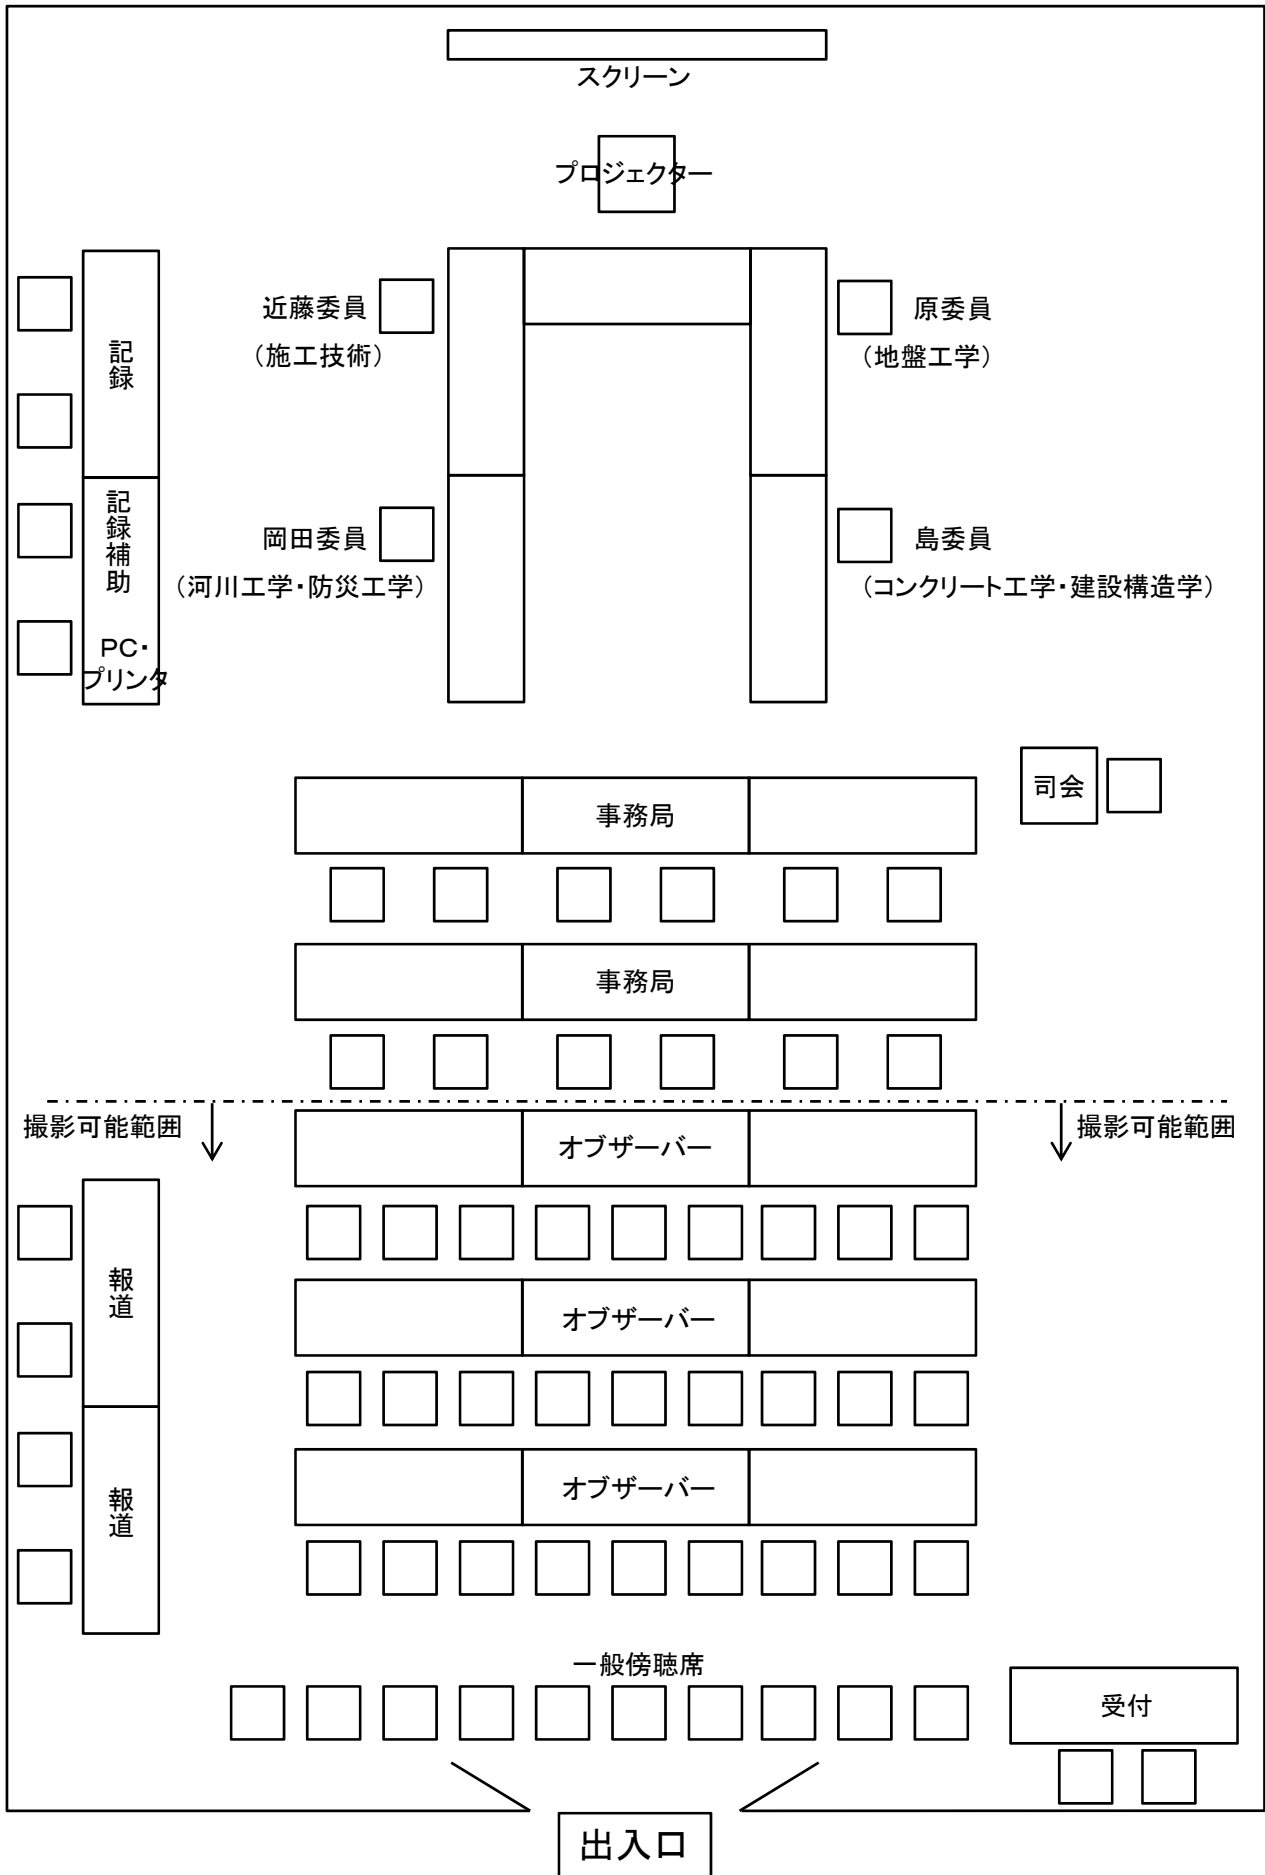 スクリーン
プロジェクター
近藤委員
（施工技術）
原委員
（地盤工学）
記録
岡田委員
（河川工学・防災工学）
島委員
（コンクリート工学・建設構造学）
記録補助
PC・
プリンタ
司会
事務局
事務局
撮影可能範囲
撮影可能範囲
オブザーバー
報道
オブザーバー
オブザーバー
報道
一般傍聴席
受付
出入口